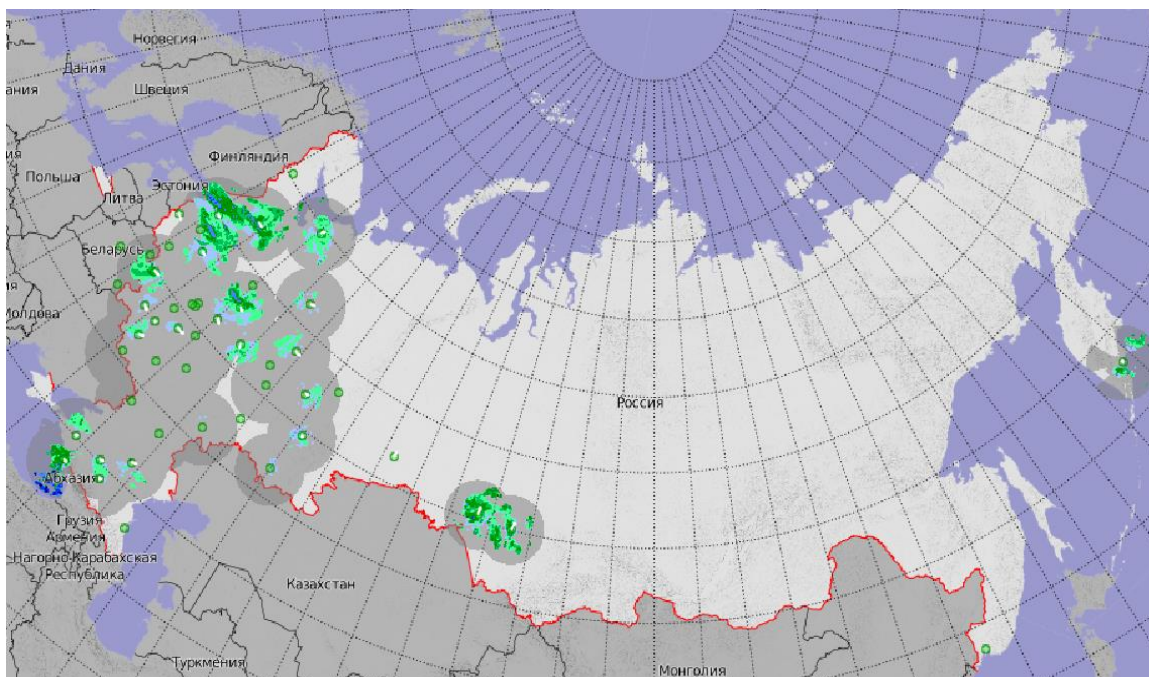 Норвегия
Дания
ания
Швеция
Финляндия
Польша
Эстония
Литва
Беларусь
Молдова
Россия
Абхазия
Грузия
Армения
Нагорно-Карабахская
Республика
Казахстан
Туркмения
Монголия